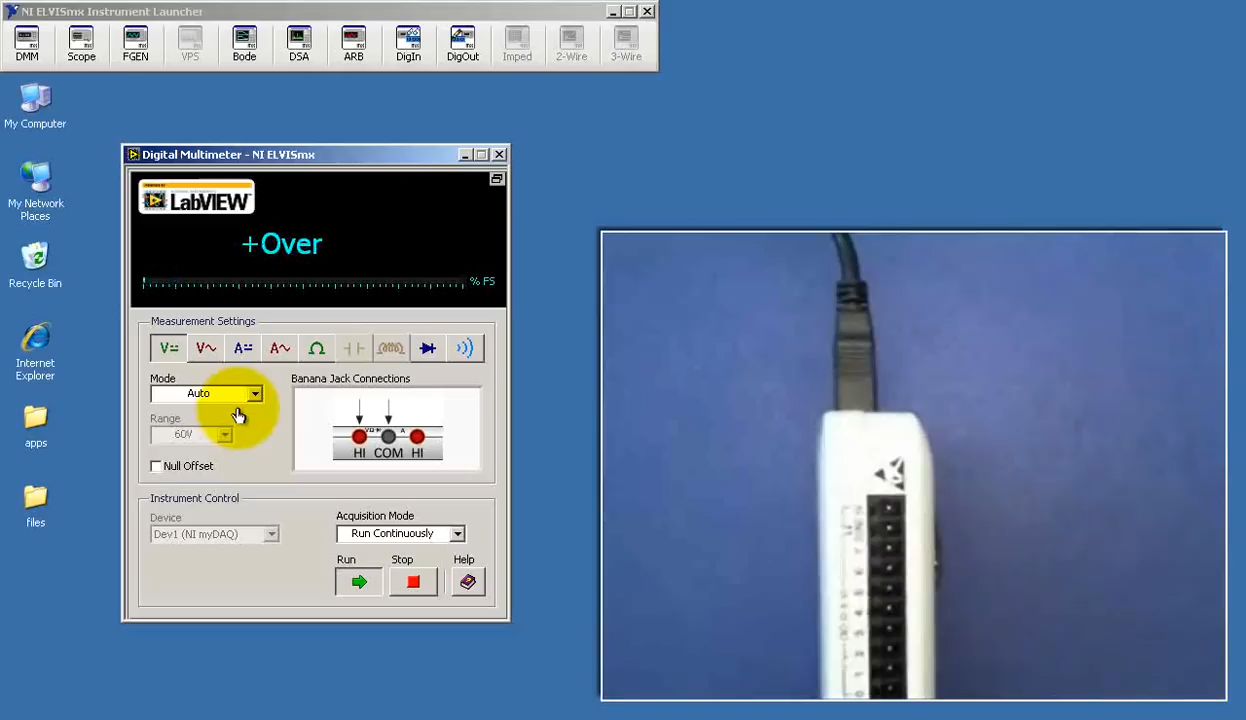 NI ELVISmx Instrument Launcher
DMM
Scope
FGEN
VPS
Bode
DSA
ARB
DigIn
DigOut
Imped
2-Wire
3-Wire
My Computer
My Network
Places
Recycle Bin
Internet
Explorer
apps
files
Digital Multimeter - NI ELVISmx
LabVIEW
+Over
% FS
Measurement Settings
V
V
A
A
Ω
Mode
Auto
Range
60V
Null Offset
Banana Jack Connections
A
HI COM HI
Instrument Control
Device
Dev1 (NI myDAQ)
Acquisition Mode
Run Continuously
Run
Stop
Help